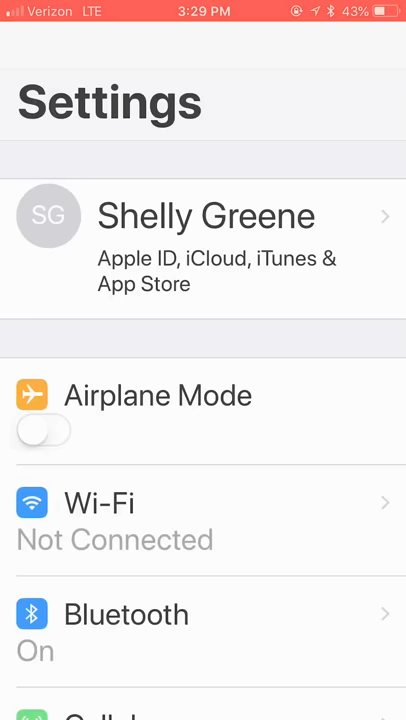 Verizon LTE 3:29 PM 43%
Settings
SG
Shelly Greene
Apple ID, iCloud, iTunes &
App Store
Airplane Mode
Wi-Fi
Not Connected
Bluetooth
On